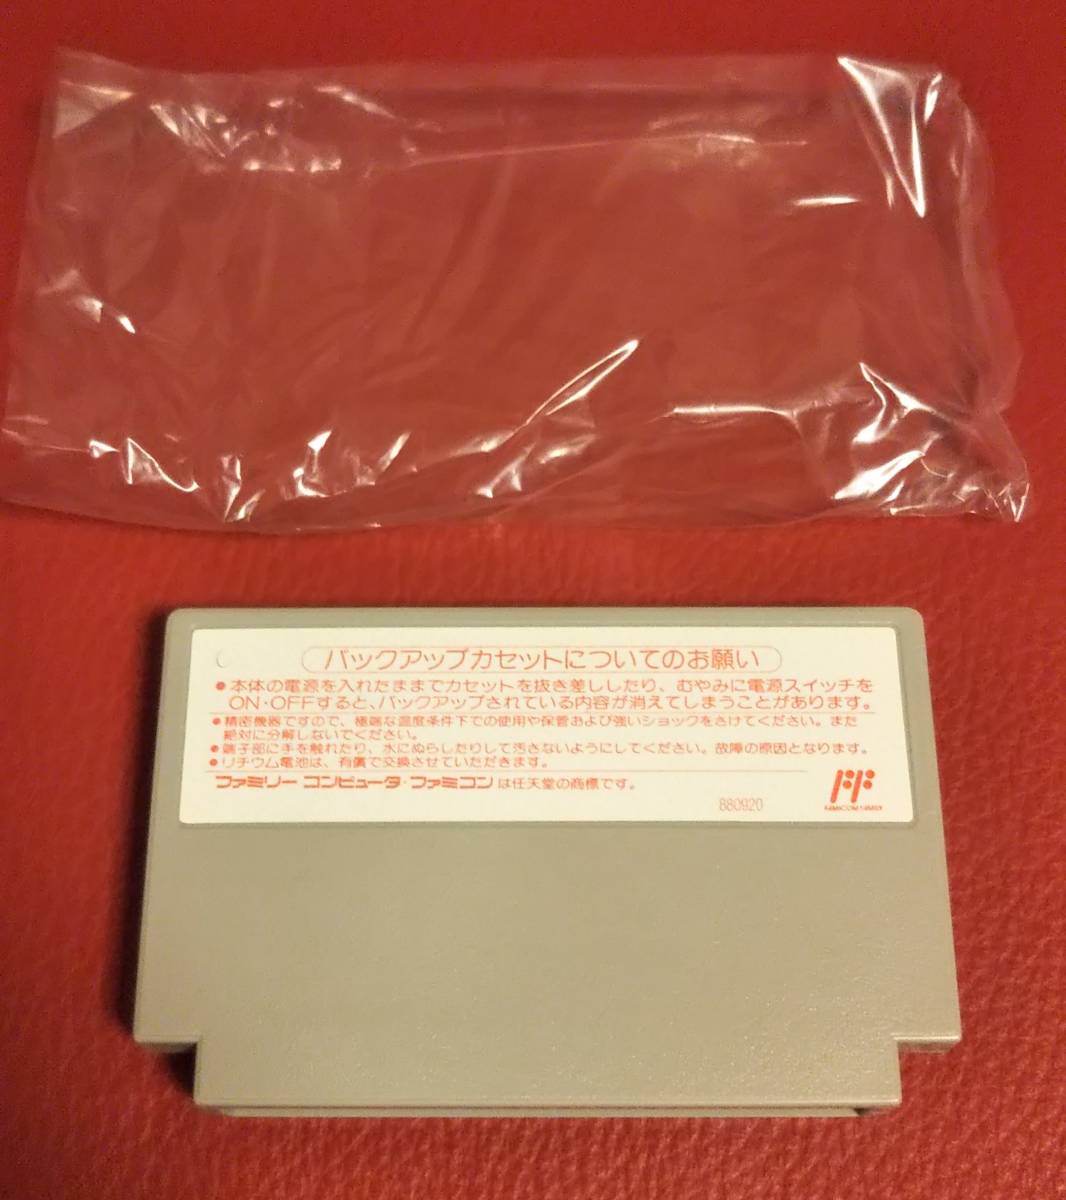 バックアップカセットについてのお願い
●本体の電源を入れたままでカセットを抜き差ししたり、むやみに電源スイッチを
ON・OFFすると、バックアップされている内容が消えてしまうことがあります。
●精密機器ですので、極端な温度条件下での使用や保管および強いショックをさけてください。また
絶対に分解しないでください。
●端子部に手を触れたり、水にぬらしたりして汚さないようにしてください。故障の原因となります。
●リチウム電池は、有償で交換させていただきます。
ファミリー コンピュータ・ファミコンは任天堂の商標です。
880920
FAMICOM FAMILY